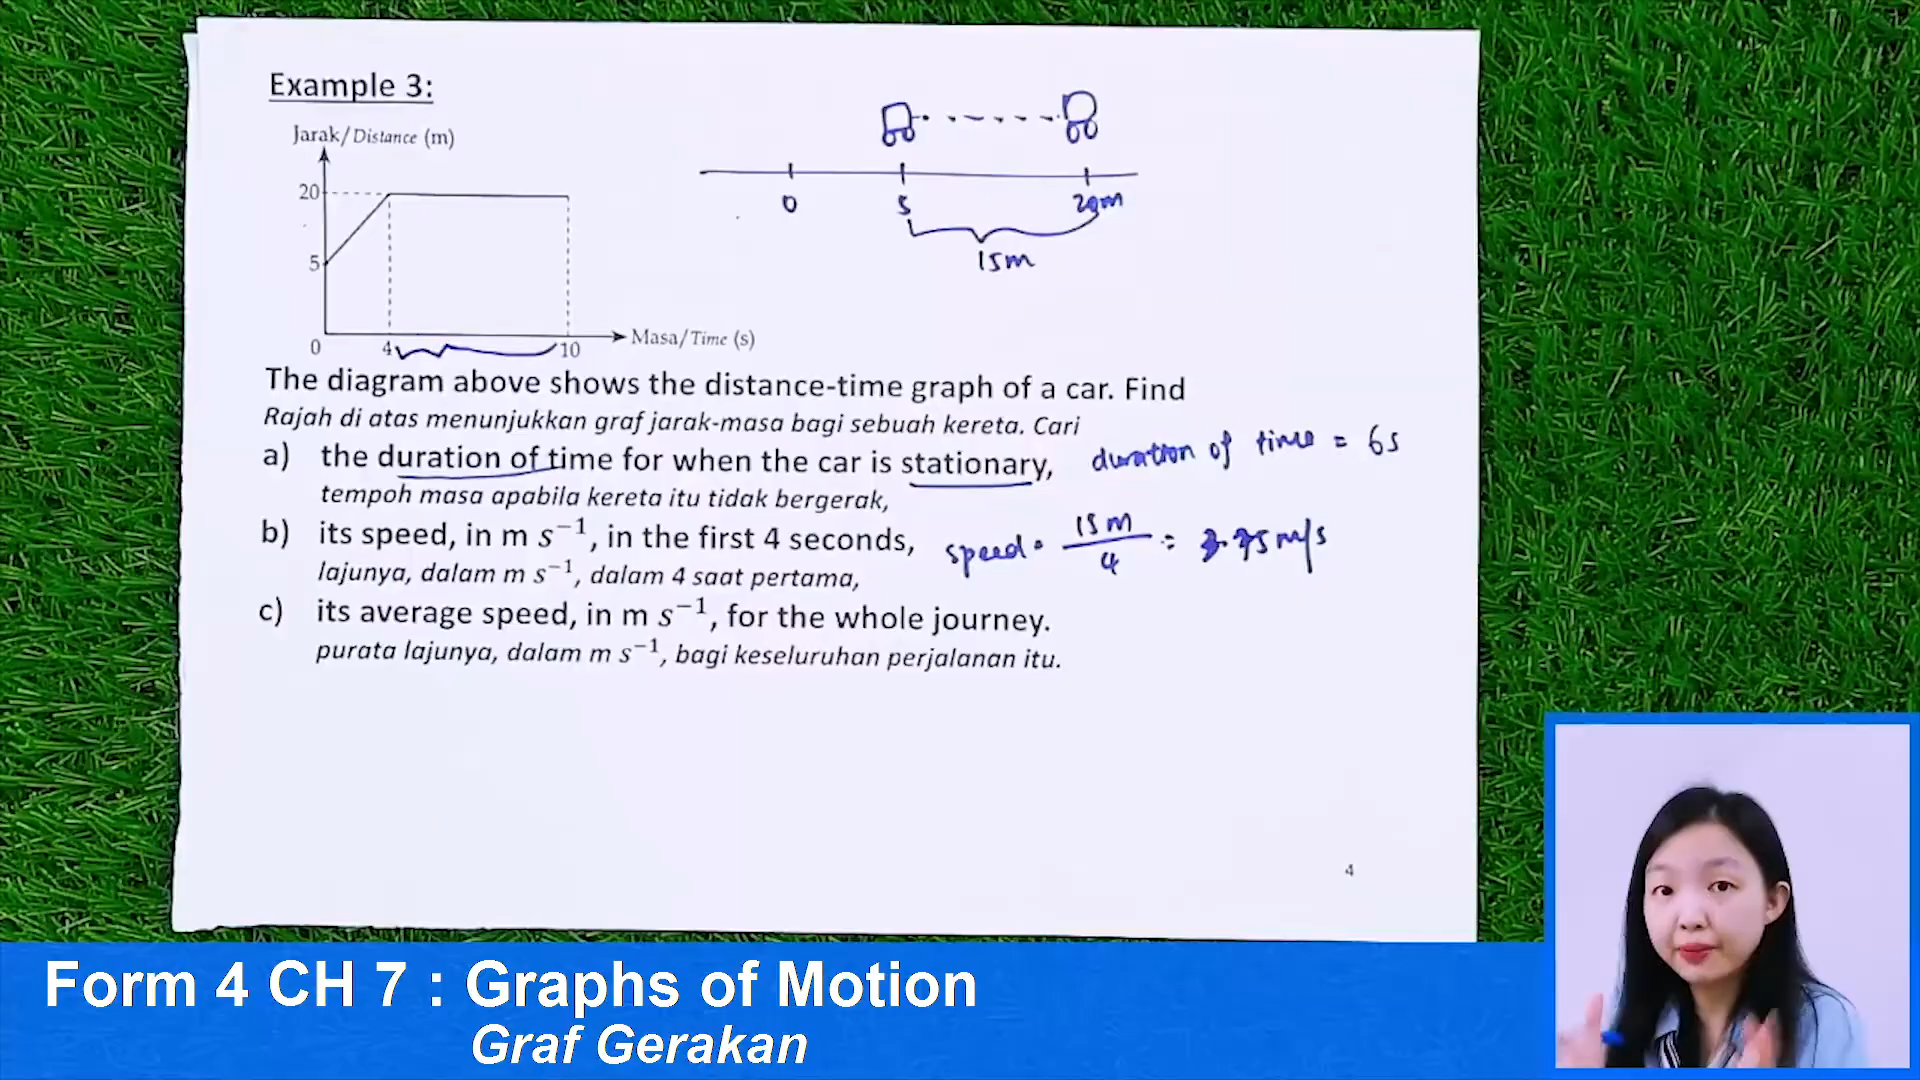 Example 3:
Jarak/Distance (m)
20
5
0
4
10
Masa/Time (s)
0
5
20m
15m
The diagram above shows the distance-time graph of a car. Find
Rajah di atas menunjukkan graf jarak-masa bagi sebuah kereta. Cari
a) the duration of time for when the car is stationary, duration of time = 6s
tempoh masa apabila kereta itu tidak bergerak,
b) its speed, in m s⁻¹, in the first 4 seconds, speed = 15m/4 = 3.75 m/s
lajunya, dalam m s⁻¹, dalam 4 saat pertama,
c) its average speed, in m s⁻¹, for the whole journey.
purata lajunya, dalam m s⁻¹, bagi keseluruhan perjalanan itu.
4
Form 4 CH 7 : Graphs of Motion
Graf Gerakan